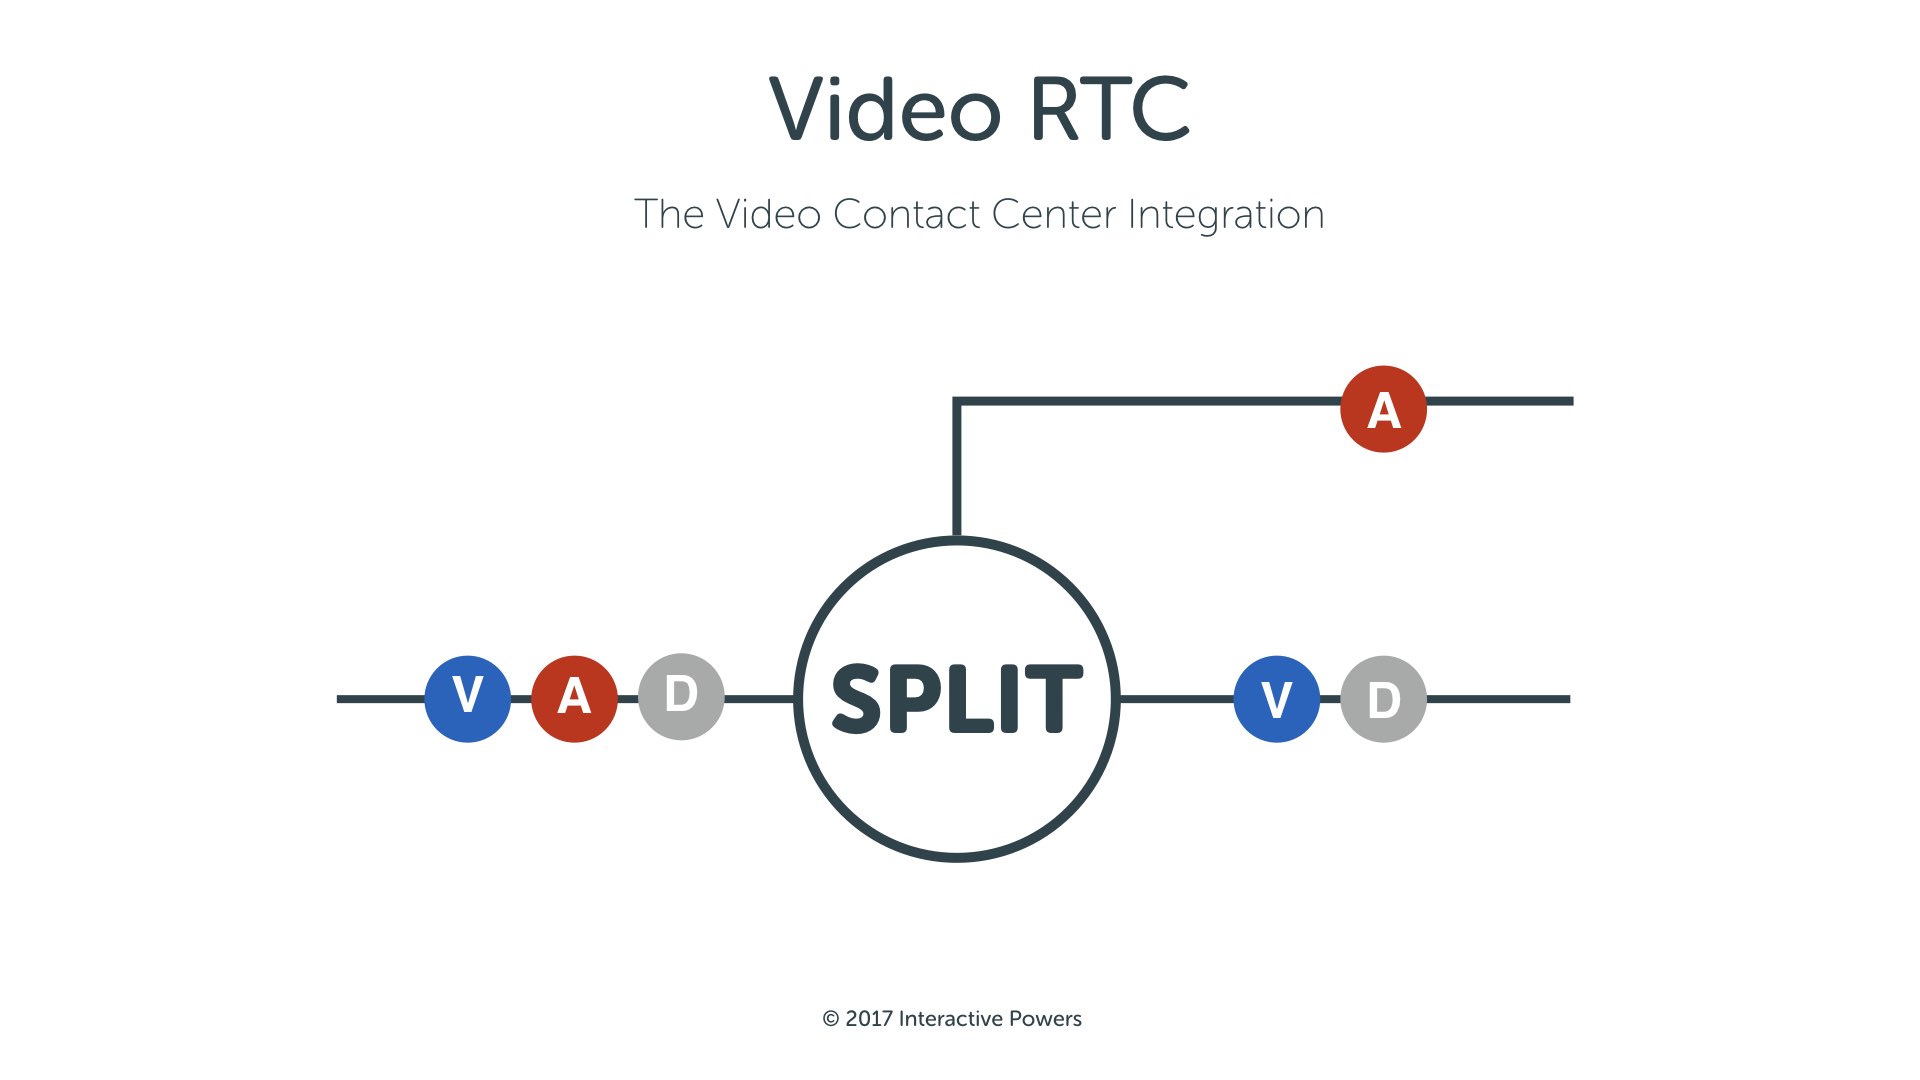 Video RTC
The Video Contact Center Integration
A
V A D SPLIT V D
© 2017 Interactive Powers